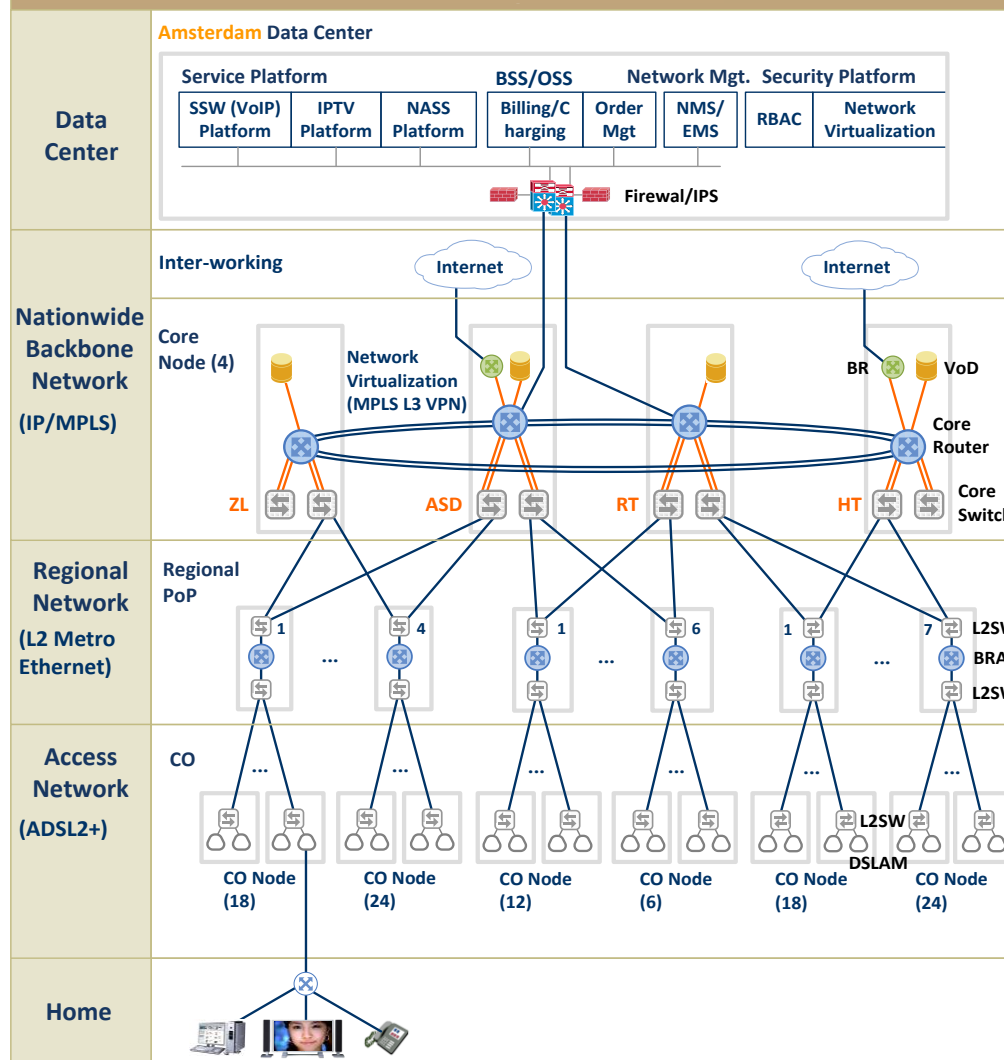 Amsterdam Data Center
Data
Center
Service Platform
BSS/OSS
Network Mgt.
Security Platform
SSW (VoIP)
Platform
IPTV
Platform
NASS
Platform
Billing/C
harging
Order
Mgt
NMS/
EMS
RBAC
Network
Virtualization
Firewal/IPS
Nationwide
Backbone
Network
(IP/MPLS)
Inter-working
Internet
Internet
Core
Node (4)
Network
Virtualization
(MPLS L3 VPN)
BR
VoD
Core
Router
ZL
ASD
RT
HT
Core
Switch
Regional
Network
(L2 Metro
Ethernet)
Regional
PoP
1
...
4
1
...
6
1
...
7
L2SW
BRA
L2SW
Access
Network
(ADSL2+)
CO
...
...
...
...
...
...
L2SW
DSLAM
CO Node
(18)
CO Node
(24)
CO Node
(12)
CO Node
(6)
CO Node
(18)
CO Node
(24)
Home